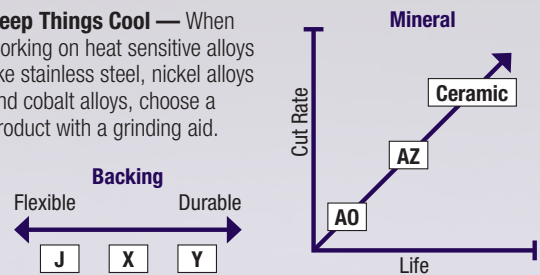 eep Things Cool — When
orking on heat sensitive alloys
ke stainless steel, nickel alloys
nd cobalt alloys, choose a
roduct with a grinding aid.
Backing
Flexible Durable
J X Y
Mineral
Cut Rate
Ceramic
AZ
AO
Life